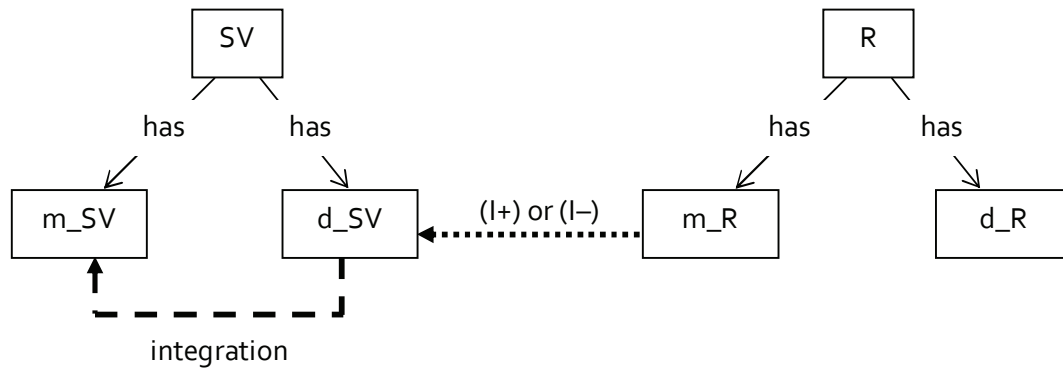 SV
R
has
has
has
has
m_SV
d_SV
(I+) or (I–)
m_R
d_R
integration